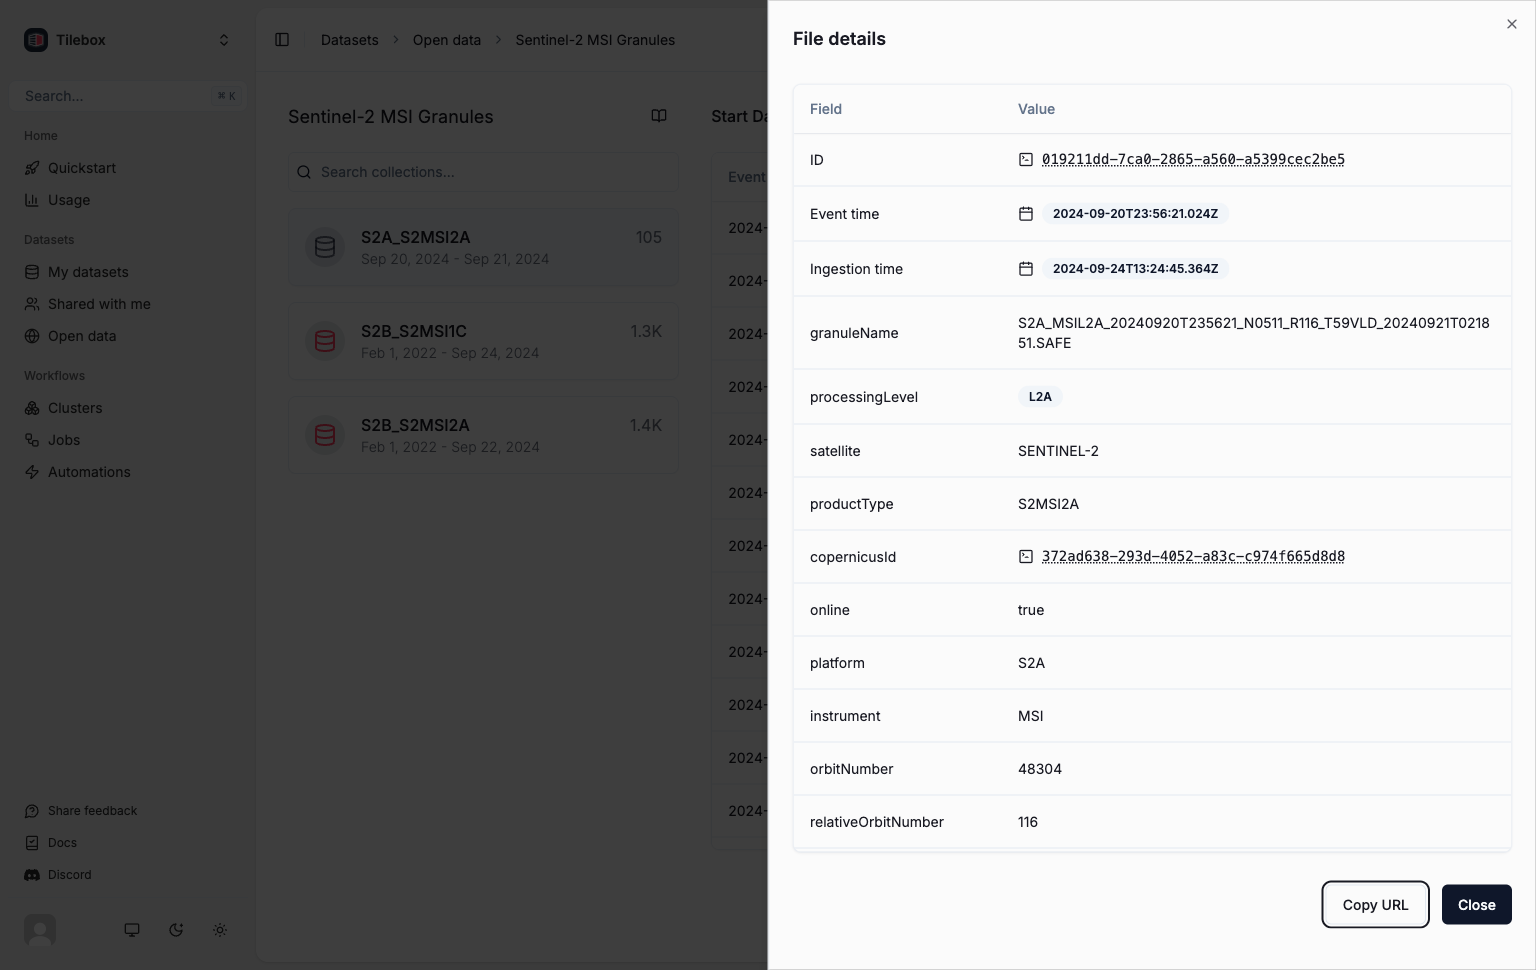 Tilebox
Search...
⌘ K
Home
Quickstart
Usage
Datasets
My datasets
Shared with me
Open data
Workflows
Clusters
Jobs
Automations
Share feedback
Docs
Discord
Datasets > Open data > Sentinel-2 MSI Granules
Sentinel-2 MSI Granules
Search collections...
S2A_S2MSI2A 105
Sep 20, 2024 - Sep 21, 2024
S2B_S2MSI1C 1.3K
Feb 1, 2022 - Sep 24, 2024
S2B_S2MSI2A 1.4K
Feb 1, 2022 - Sep 22, 2024
Start Da
Event
2024-
2024-
2024-
2024-
2024-
2024-
2024-
2024-
2024-
2024-
2024-
2024-
File details
Field Value
ID 019211dd-7ca0-2865-a560-a5399cec2be5
Event time 2024-09-20T23:56:21.024Z
Ingestion time 2024-09-24T13:24:45.364Z
granuleName S2A_MSIL2A_20240920T235621_N0511_R116_T59VLD_20240921T0218
51.SAFE
processingLevel L2A
satellite SENTINEL-2
productType S2MSI2A
copernicusId 372ad638-293d-4052-a83c-c974f665d8d8
online true
platform S2A
instrument MSI
orbitNumber 48304
relativeOrbitNumber 116
Copy URL
Close